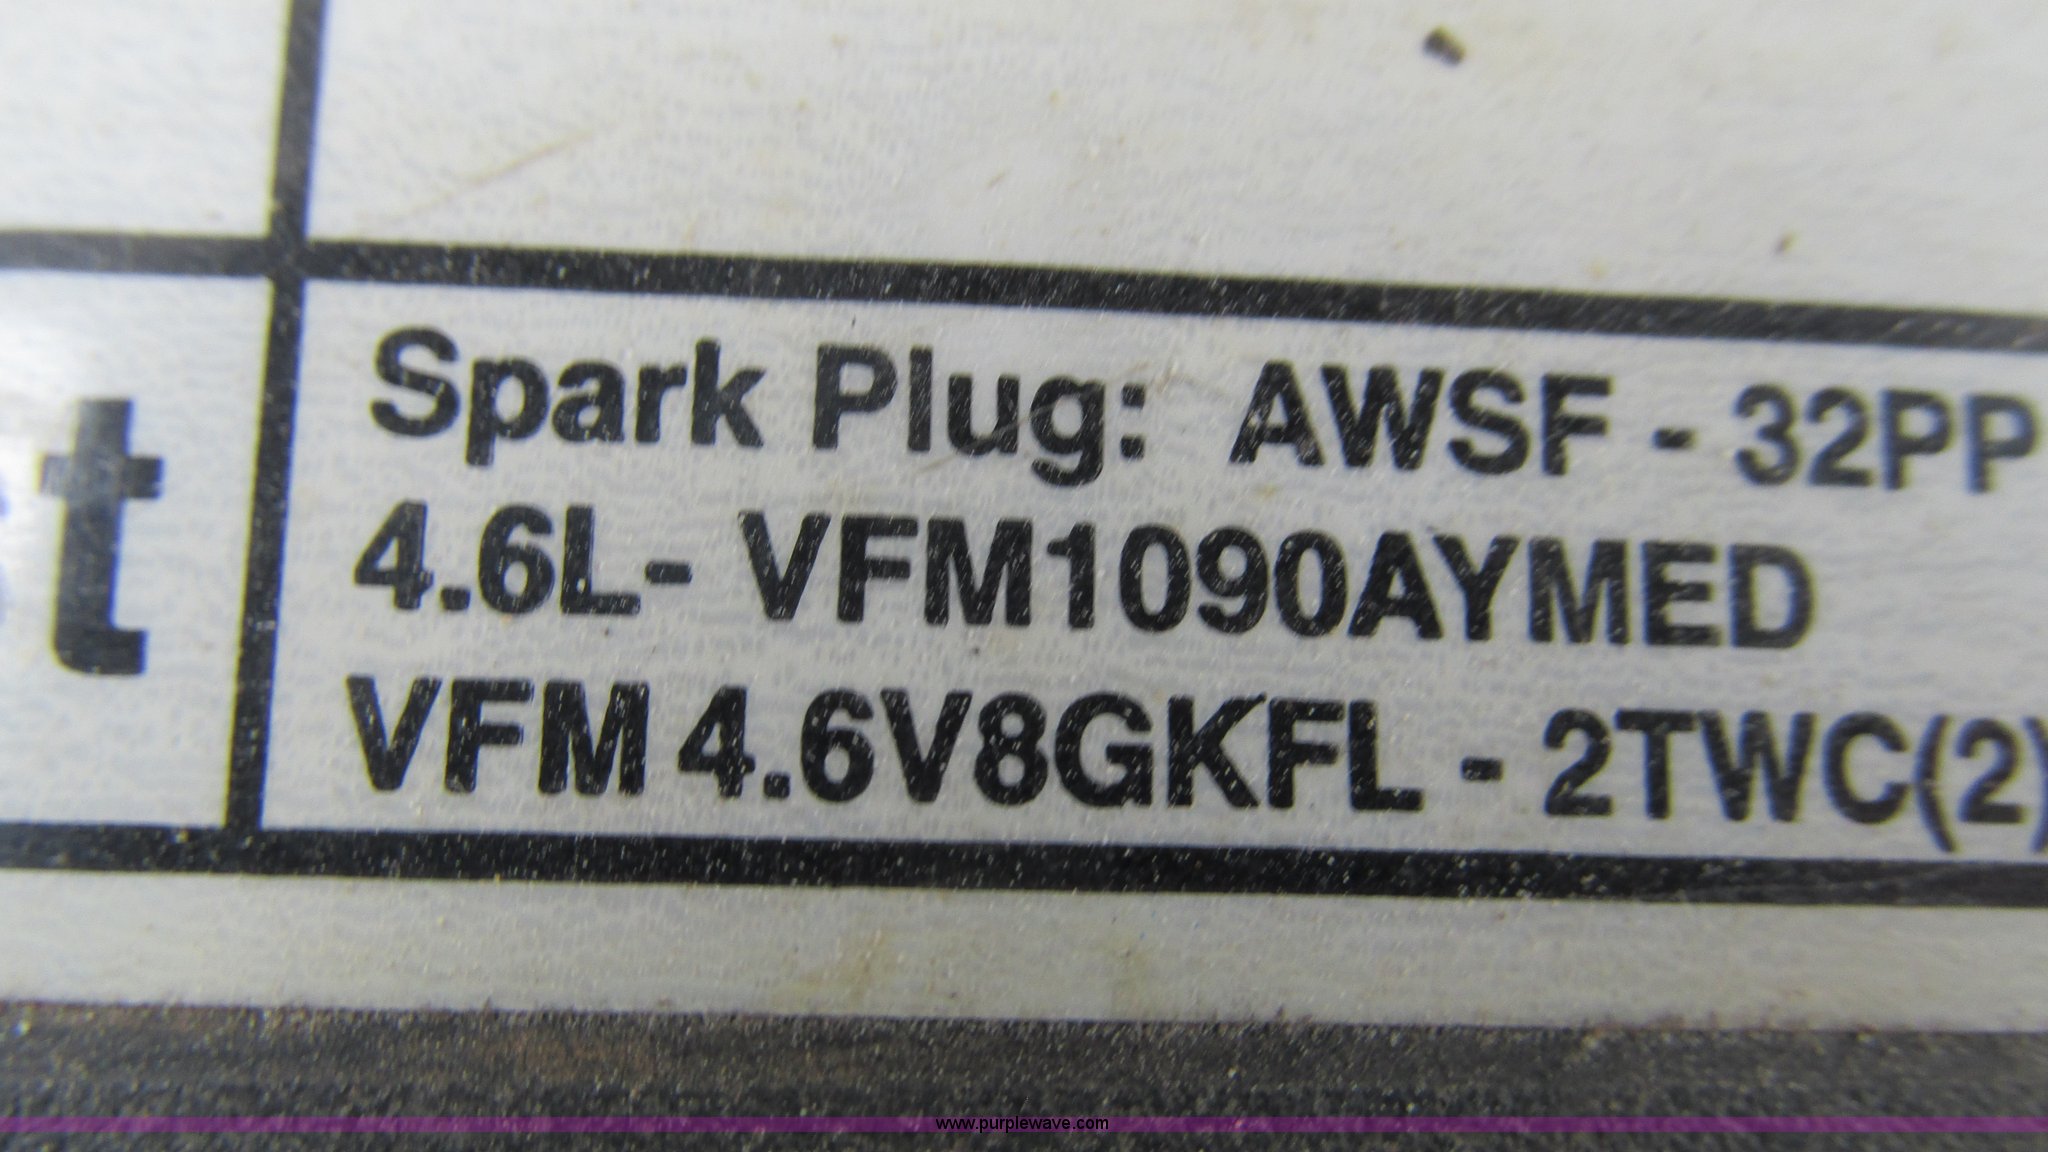 Spark Plug: AWSF - 32PP
4.6L- VFM1090AYMED
VFM 4.6V8GKFL - 2TWC(2)
t
www.purplewave.com